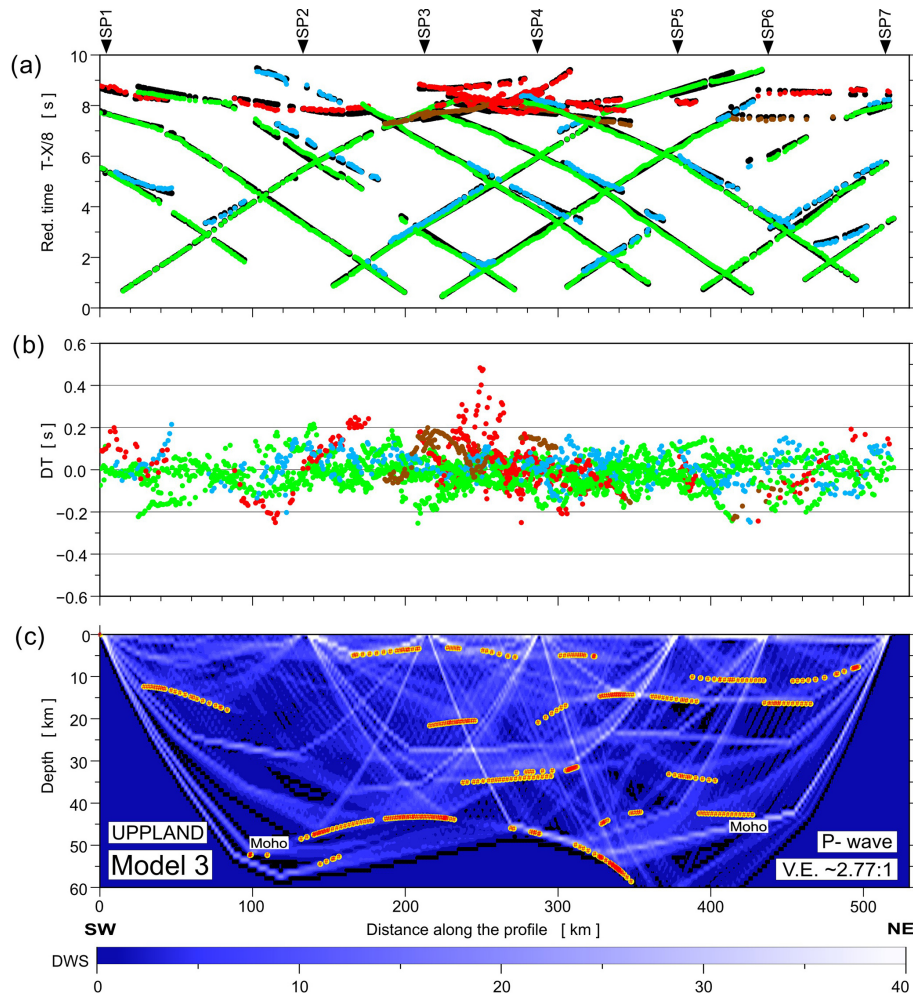 SP1 SP2 SP3 SP4 SP5 SP6 SP7
(a)
Red. time T-X/8 [ s ]
10
8
6
4
2
0
(b)
DT [ s ]
0.6
0.4
0.2
0.0
−0.2
−0.4
−0.6
(c)
Depth [ km ]
0
10
20
30
40
50
60
UPPLAND
Model 3
Moho
Moho
P- wave
V.E. ~2.77:1
0 100 200 300 400 500
SW Distance along the profile [ km ] NE
DWS
0 10 20 30 40